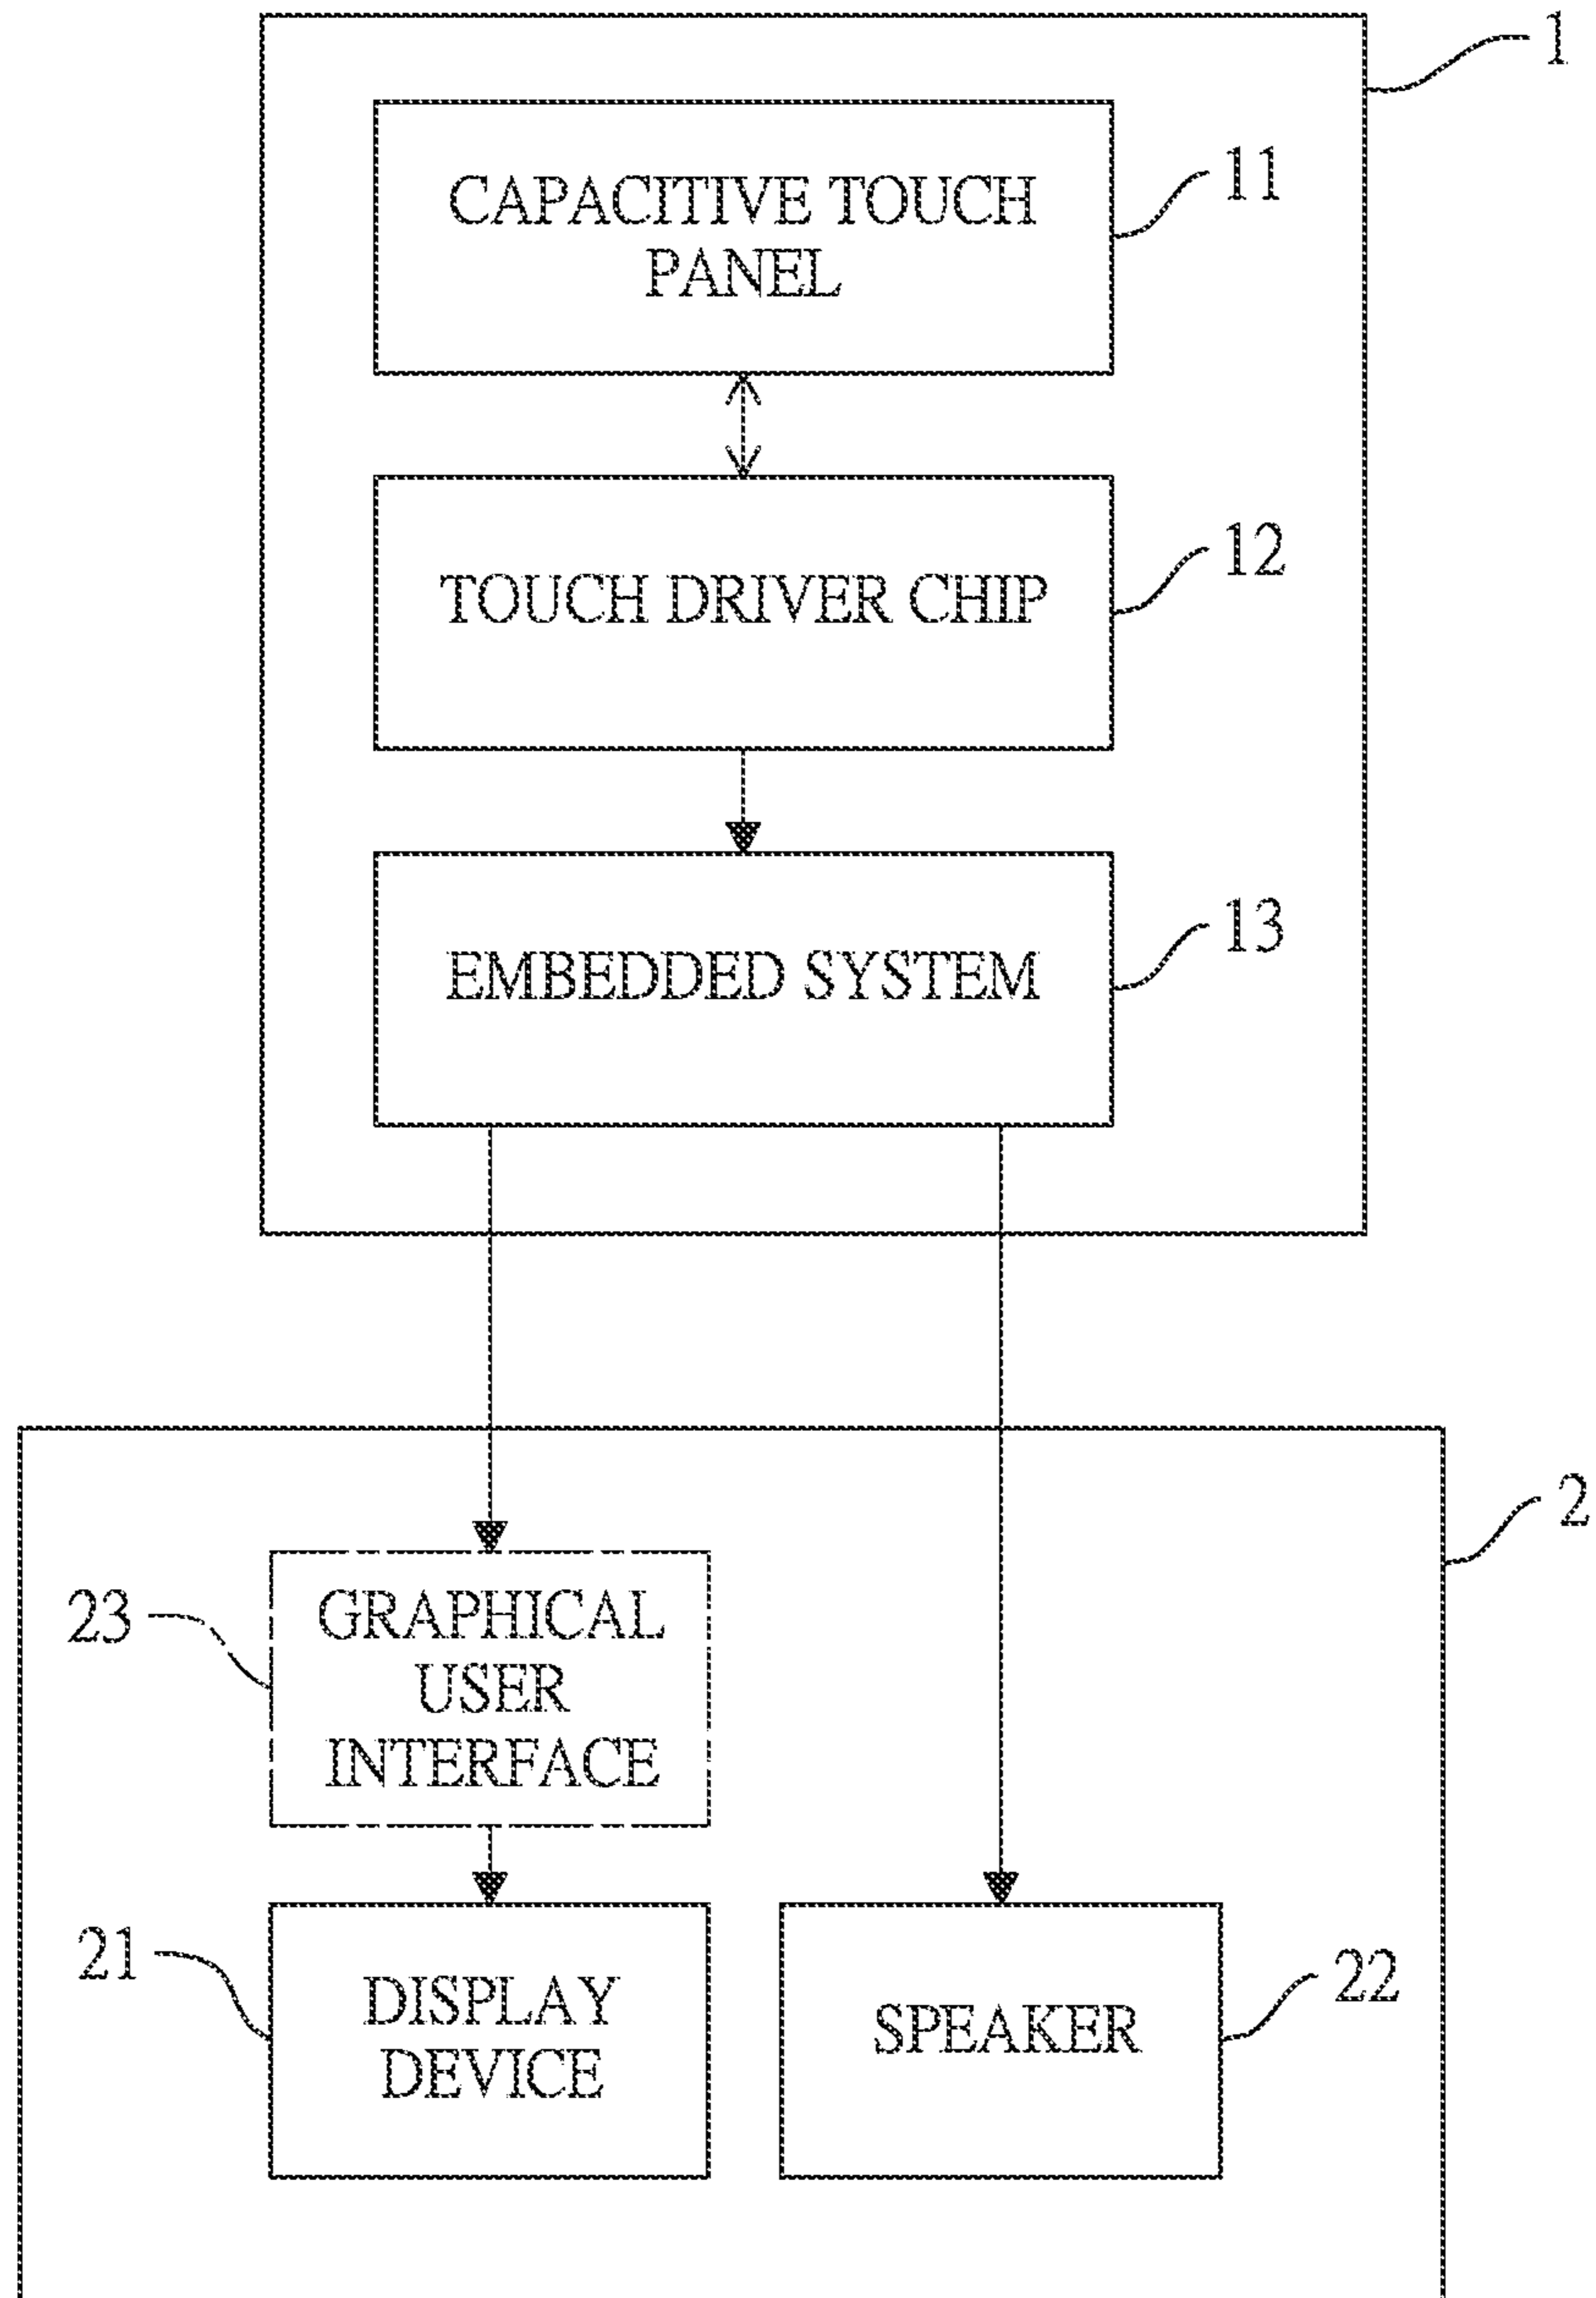 1
CAPACITIVE TOUCH
PANEL
11
TOUCH DRIVER CHIP
12
EMBEDDED SYSTEM
13
2
23
GRAPHICAL
USER
INTERFACE
21
DISPLAY
DEVICE
SPEAKER
22